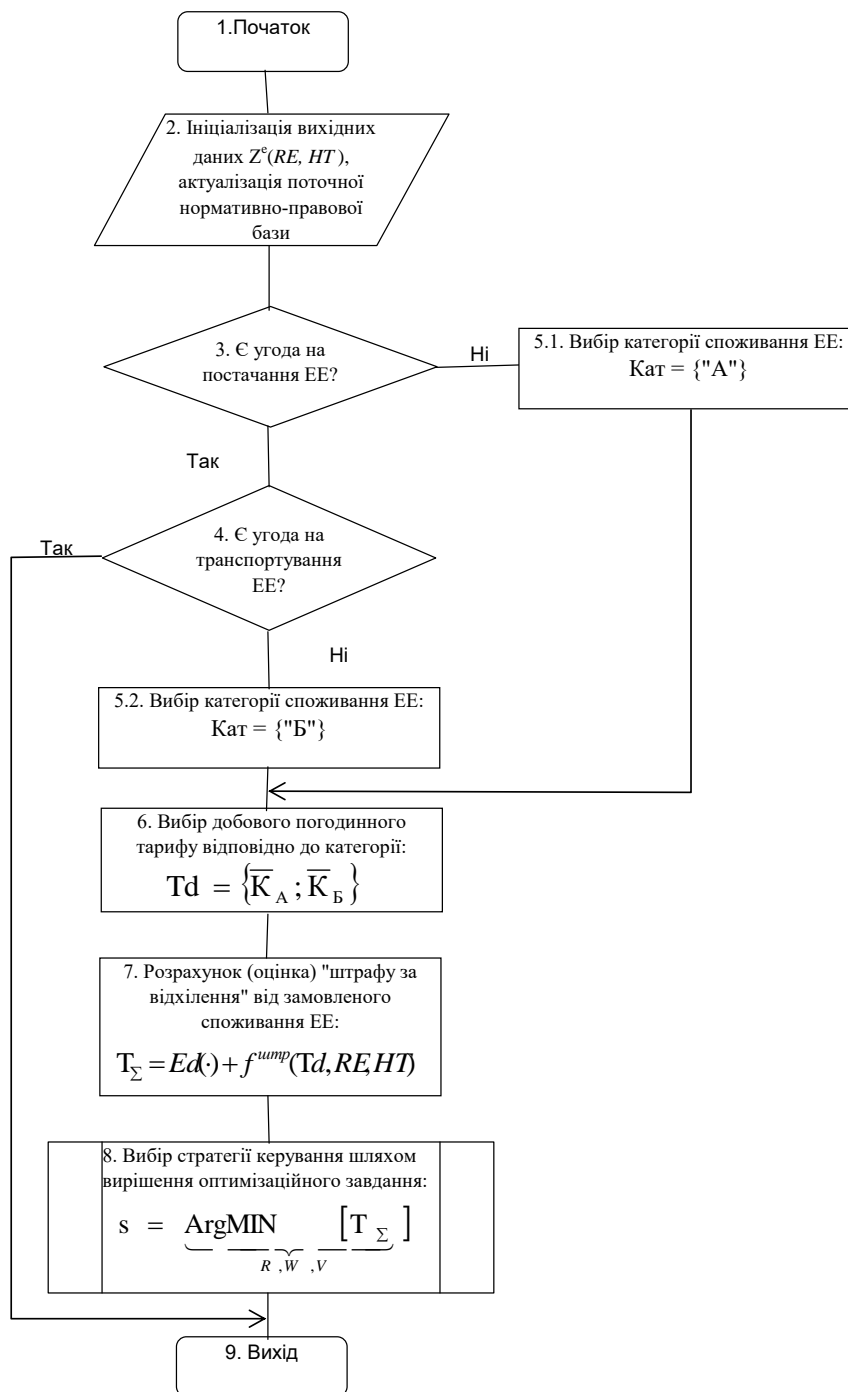 1.Початок
2. Ініціалізація вихідних
даних Zᵉ(RE, HT ),
актуалізація поточної
нормативно-правової
бази
3. Є угода на
постачання ЕЕ?
Ні
5.1. Вибір категорії споживання ЕЕ:
Кат = {"А"}
Так
4. Є угода на
транспортування
ЕЕ?
Так
Ні
5.2. Вибір категорії споживання ЕЕ:
Кат = {"Б"}
6. Вибір добового погодинного
тарифу відповідно до категорії:
Td = {K̅_А ; K̅_Б}
7. Розрахунок (оцінка) "штрафу за
відхілення" від замовленого
споживання ЕЕ:
T_Σ = Ed(·) + f^штр(Td, RE, HT)
8. Вибір стратегії керування шляхом
вирішення оптимізаційного завдання:
s = ArgMIN [T_Σ]
R ,W ,V
9. Вихід